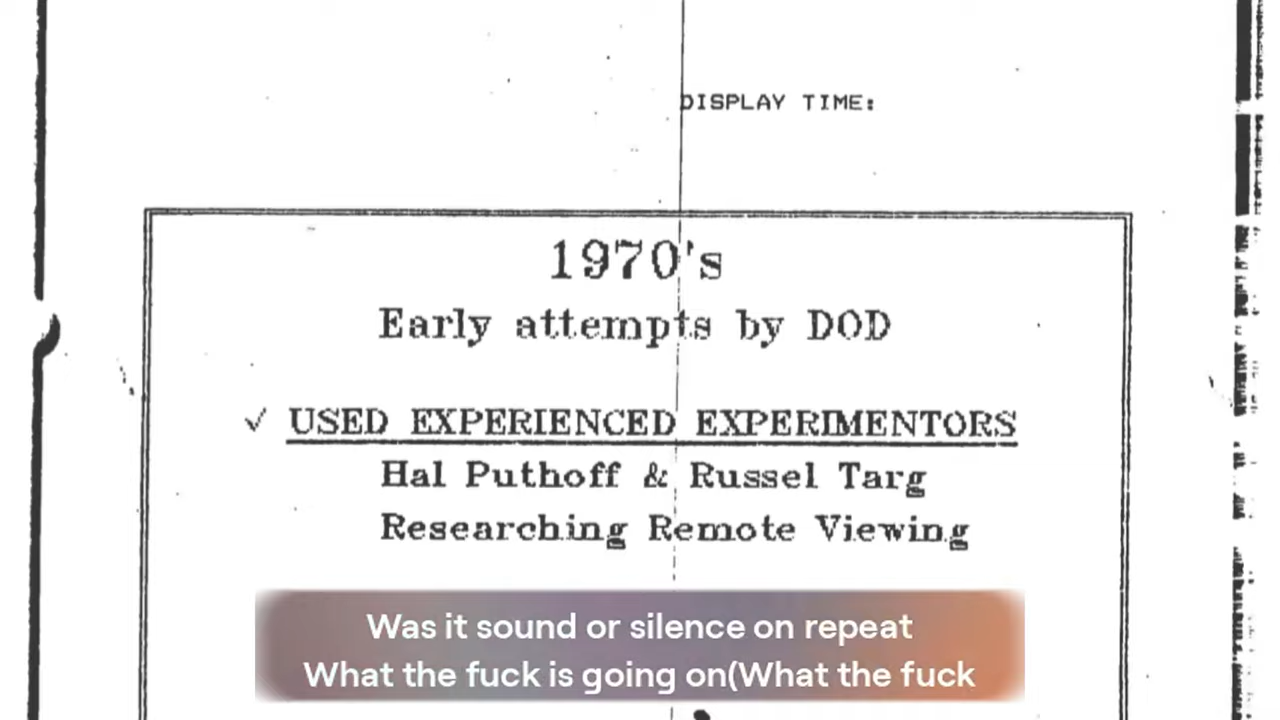 DISPLAY TIME:
1970's
Early attempts by DOD
✓ USED EXPERIENCED EXPERIMENTORS
Hal Puthoff & Russel Targ
Researching Remote Viewing
Was it sound or silence on repeat
What the fuck is going on(What the fuck